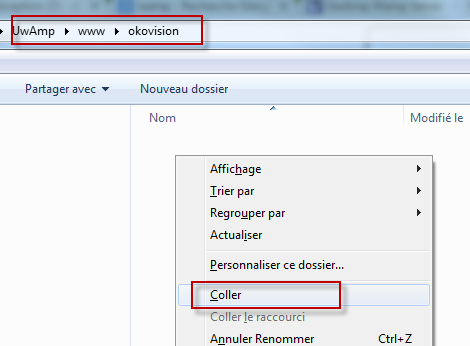 UwAmp www okovision
Partager avec Nouveau dossier
Nom Modifié le
Affichage
Trier par
Regrouper par
Actualiser
Personnaliser ce dossier...
Coller
Coller le raccourci
Annuler Renommer Ctrl+Z